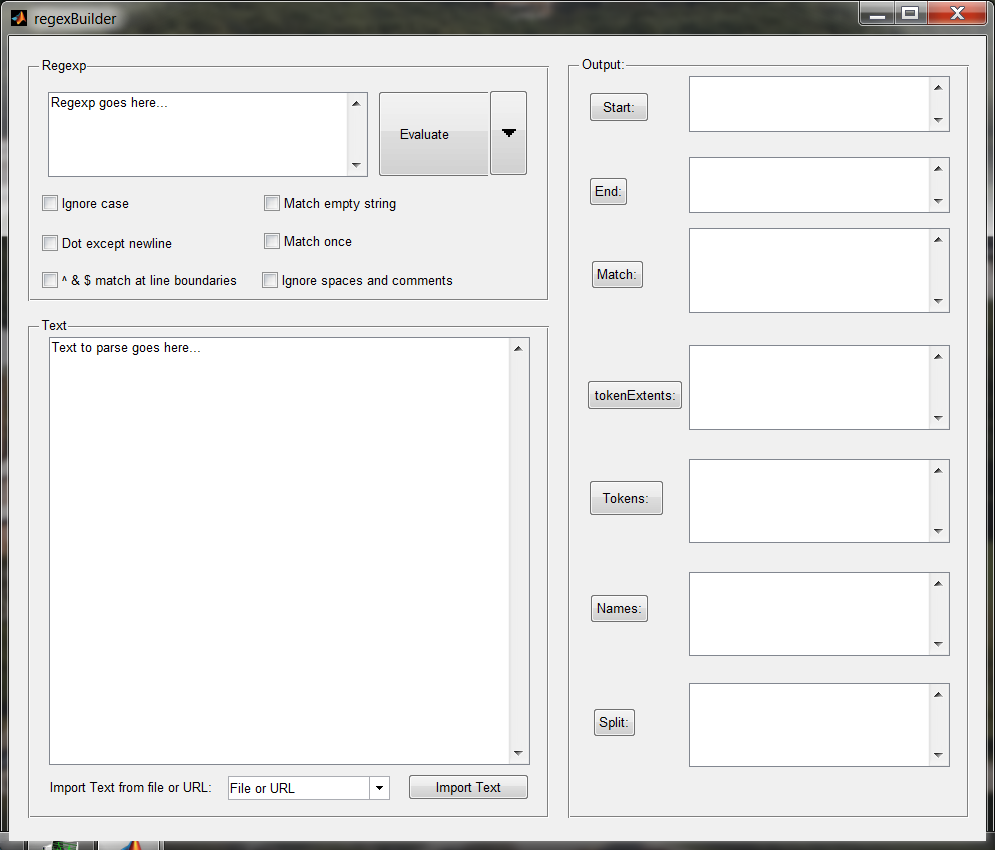 regexBuilder
Regexp
Regexp goes here...
Evaluate
Ignore case
Match empty string
Dot except newline
Match once
^ & $ match at line boundaries
Ignore spaces and comments
Text
Text to parse goes here...
Import Text from file or URL:
File or URL
Import Text
Output:
Start:
End:
Match:
tokenExtents:
Tokens:
Names:
Split: